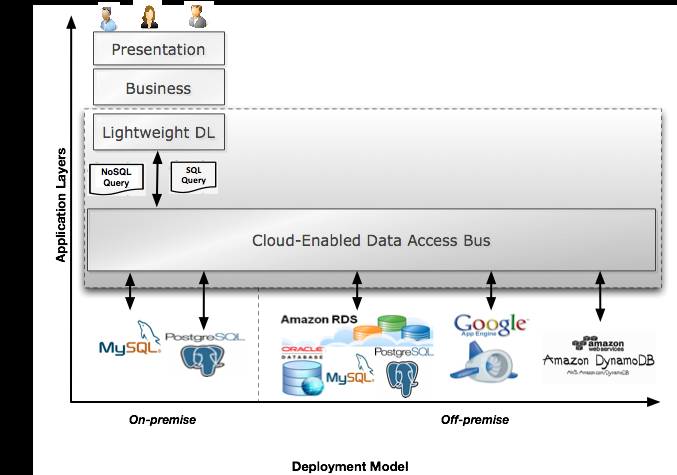 Presentation
Business
Lightweight DL
NoSQL
Query
SQL
Query
Cloud-Enabled Data Access Bus
Application Layers
MySQL
PostgreSQL
Amazon RDS
ORACLE
DATABASE
MySQL
PostgreSQL
Google
App Engine
amazon
webservices
Amazon DynamoDB
AWS.Amazon.com/DynamoDB
On-premise
Off-premise
Deployment Model